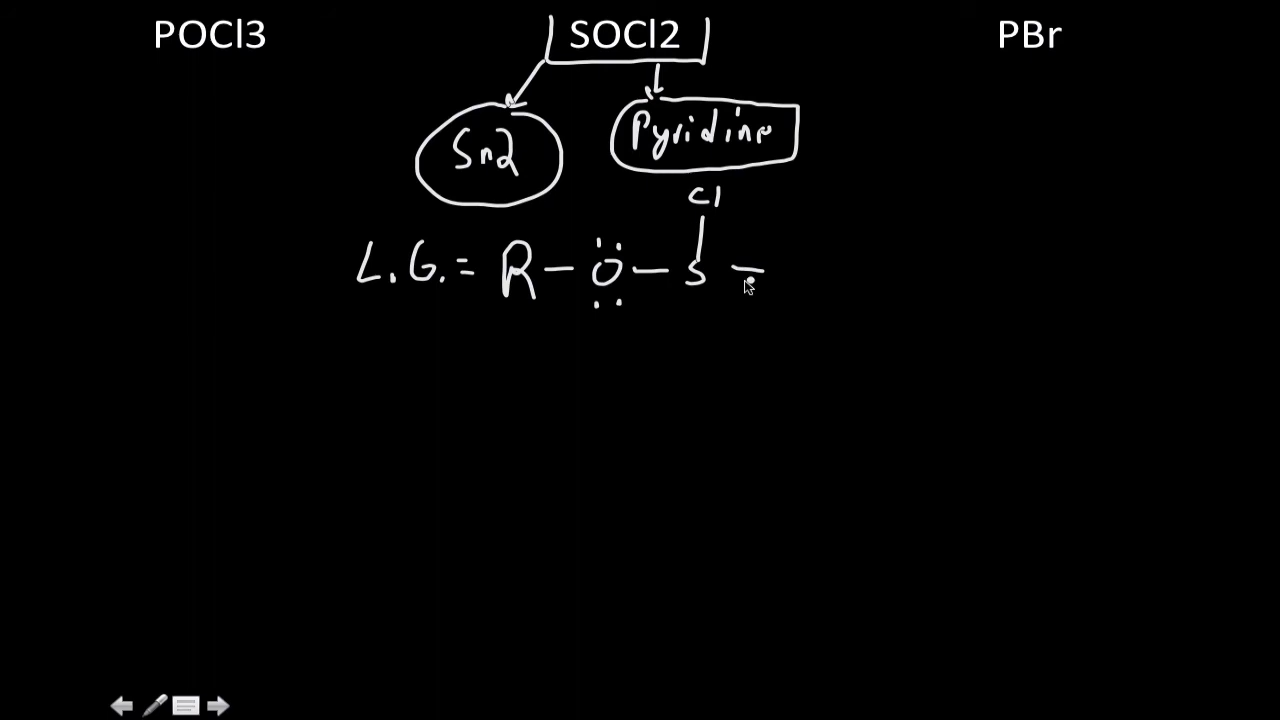 POCl3 SOCl2 PBr
Sn2 Pyridine
Cl
L.G. = R - Ö - S -